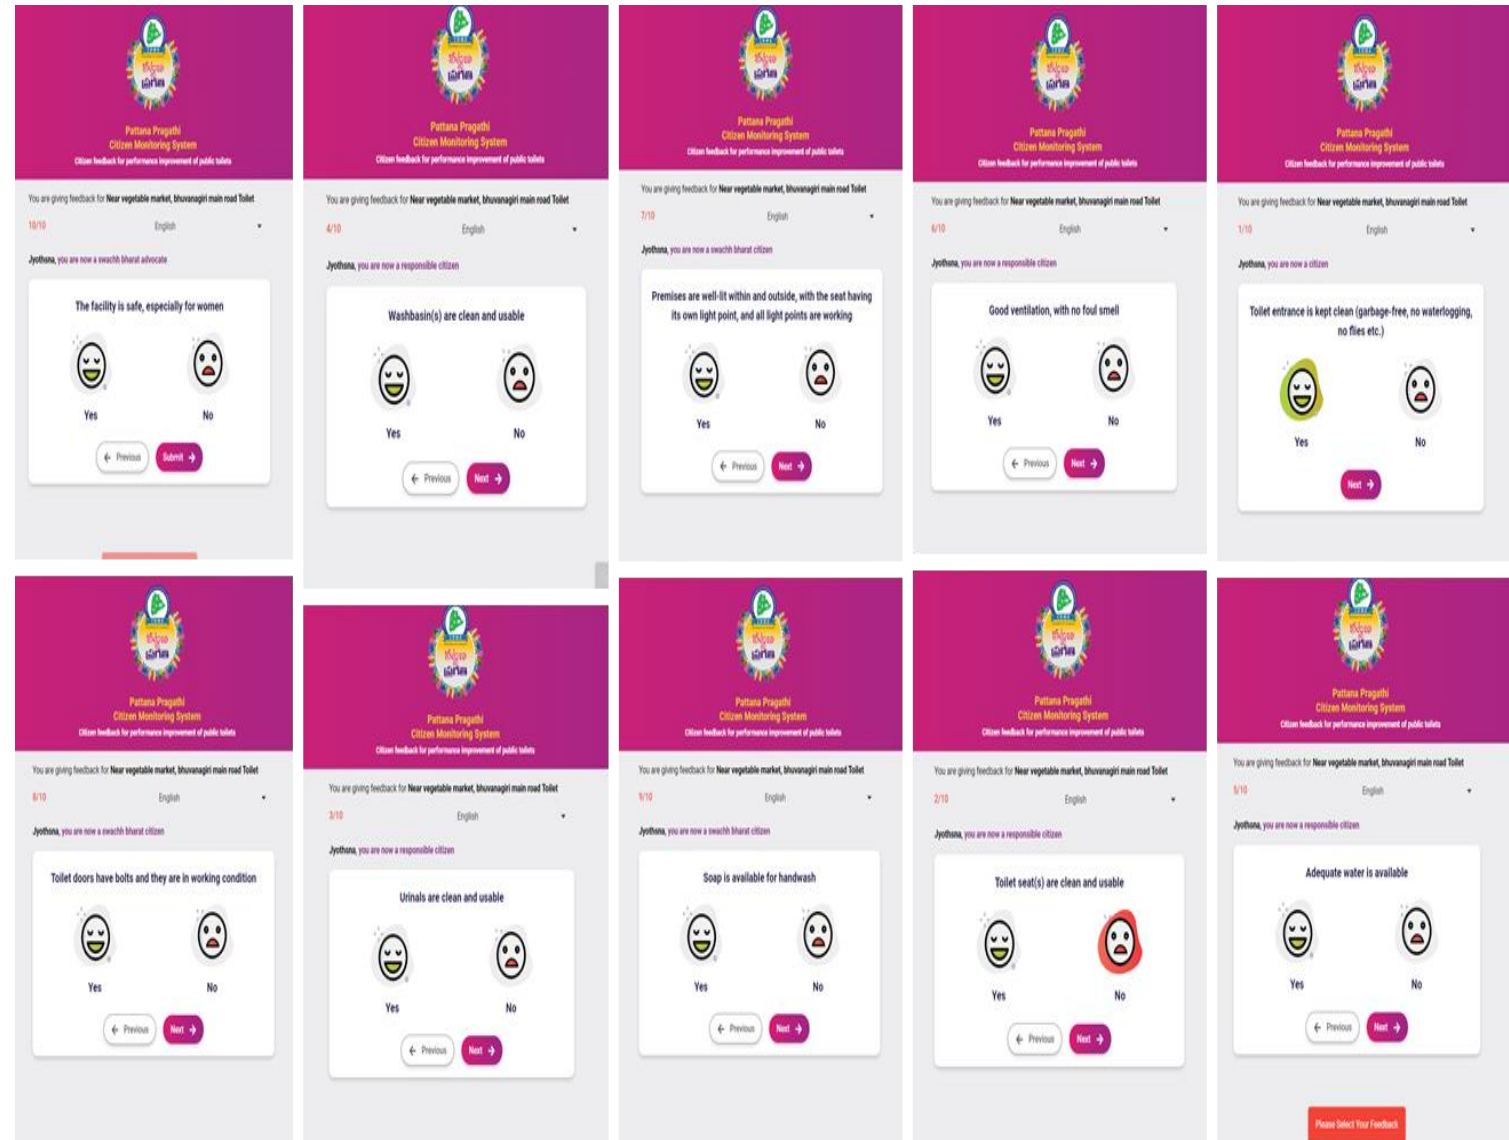 Pattana Pragathi
Citizen Monitoring System
Citizen feedback for performance improvement of public toilets
You are giving feedback for Near vegetable market, bhuvanagiri main road Toilet
10/10 English
Jyothsna, you are now a swachh bharat advocate
The facility is safe, especially for women
Yes No
← Previous Submit →
Pattana Pragathi
Citizen Monitoring System
Citizen feedback for performance improvement of public toilets
You are giving feedback for Near vegetable market, bhuvanagiri main road Toilet
4/10 English
Jyothsna, you are now a responsible citizen
Washbasin(s) are clean and usable
Yes No
← Previous Next →
Pattana Pragathi
Citizen Monitoring System
Citizen feedback for performance improvement of public toilets
You are giving feedback for Near vegetable market, bhuvanagiri main road Toilet
7/10 English
Jyothsna, you are now a swachh bharat citizen
Premises are well-lit within and outside, with the seat having
its own light point, and all light points are working
Yes No
← Previous Next →
Pattana Pragathi
Citizen Monitoring System
Citizen feedback for performance improvement of public toilets
You are giving feedback for Near vegetable market, bhuvanagiri main road Toilet
6/10 English
Jyothsna, you are now a responsible citizen
Good ventilation, with no foul smell
Yes No
← Previous Next →
Pattana Pragathi
Citizen Monitoring System
Citizen feedback for performance improvement of public toilets
You are giving feedback for Near vegetable market, bhuvanagiri main road Toilet
1/10 English
Jyothsna, you are now a citizen
Toilet entrance is kept clean (garbage-free, no waterlogging,
no flies etc.)
Yes No
Next →
Pattana Pragathi
Citizen Monitoring System
Citizen feedback for performance improvement of public toilets
You are giving feedback for Near vegetable market, bhuvanagiri main road Toilet
8/10 English
Jyothsna, you are now a swachh bharat citizen
Toilet doors have bolts and they are in working condition
Yes No
← Previous Next →
Pattana Pragathi
Citizen Monitoring System
Citizen feedback for performance improvement of public toilets
You are giving feedback for Near vegetable market, bhuvanagiri main road Toilet
3/10 English
Jyothsna, you are now a responsible citizen
Urinals are clean and usable
Yes No
← Previous Next →
Pattana Pragathi
Citizen Monitoring System
Citizen feedback for performance improvement of public toilets
You are giving feedback for Near vegetable market, bhuvanagiri main road Toilet
9/10 English
Jyothsna, you are now a swachh bharat citizen
Soap is available for handwash
Yes No
← Previous Next →
Pattana Pragathi
Citizen Monitoring System
Citizen feedback for performance improvement of public toilets
You are giving feedback for Near vegetable market, bhuvanagiri main road Toilet
2/10 English
Jyothsna, you are now a responsible citizen
Toilet seat(s) are clean and usable
Yes No
← Previous Next →
Pattana Pragathi
Citizen Monitoring System
Citizen feedback for performance improvement of public toilets
You are giving feedback for Near vegetable market, bhuvanagiri main road Toilet
5/10 English
Jyothsna, you are now a responsible citizen
Adequate water is available
Yes No
← Previous Next →
Please Select Your Feedback